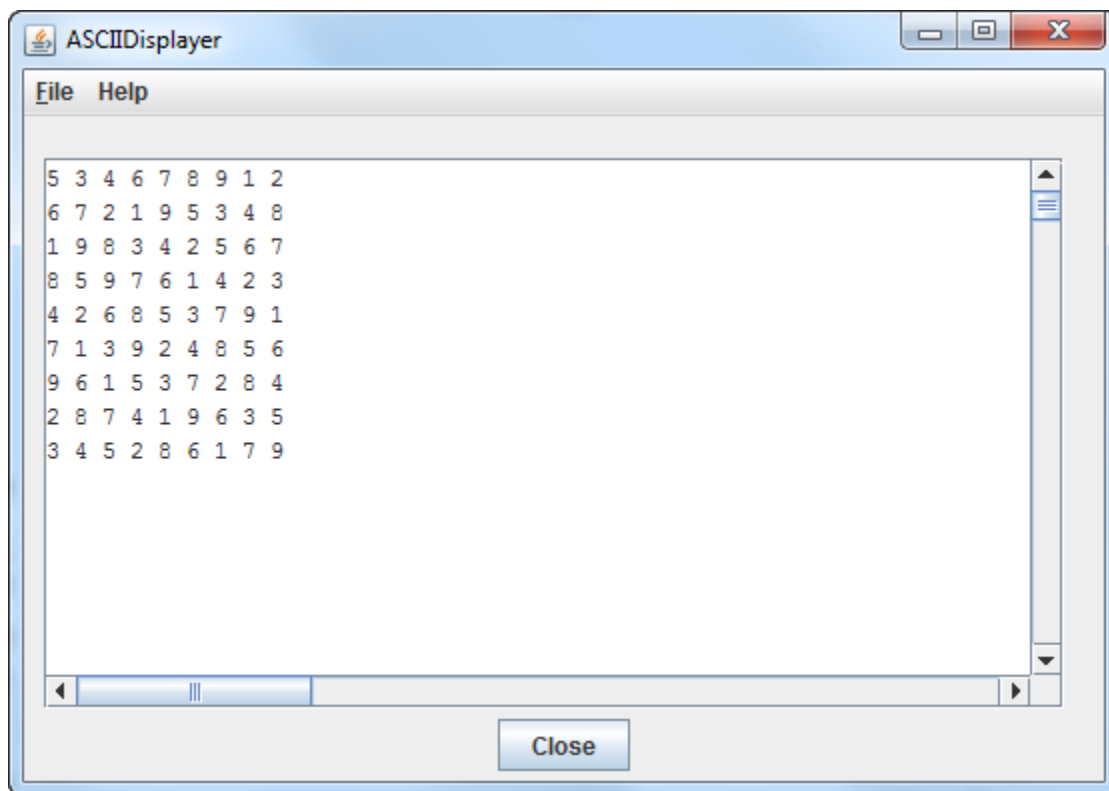 ASCIIDisplayer
File Help
5 3 4 6 7 8 9 1 2
6 7 2 1 9 5 3 4 8
1 9 8 3 4 2 5 6 7
8 5 9 7 6 1 4 2 3
4 2 6 8 5 3 7 9 1
7 1 3 9 2 4 8 5 6
9 6 1 5 3 7 2 8 4
2 8 7 4 1 9 6 3 5
3 4 5 2 8 6 1 7 9
Close